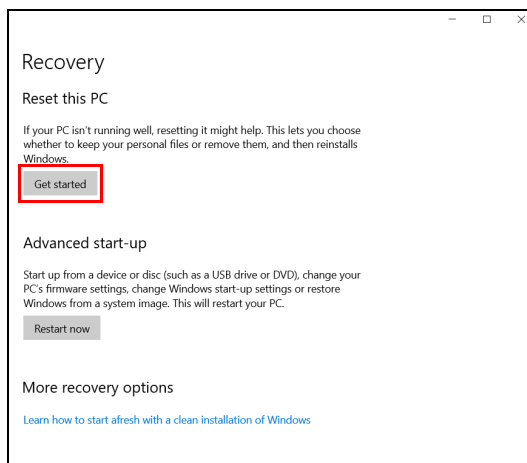 Recovery
Reset this PC
If your PC isn't running well, resetting it might help. This lets you choose
whether to keep your personal files or remove them, and then reinstalls
Windows.
Get started
Advanced start-up
Start up from a device or disc (such as a USB drive or DVD), change your
PC's firmware settings, change Windows start-up settings or restore
Windows from a system image. This will restart your PC.
Restart now
More recovery options
Learn how to start afresh with a clean installation of Windows